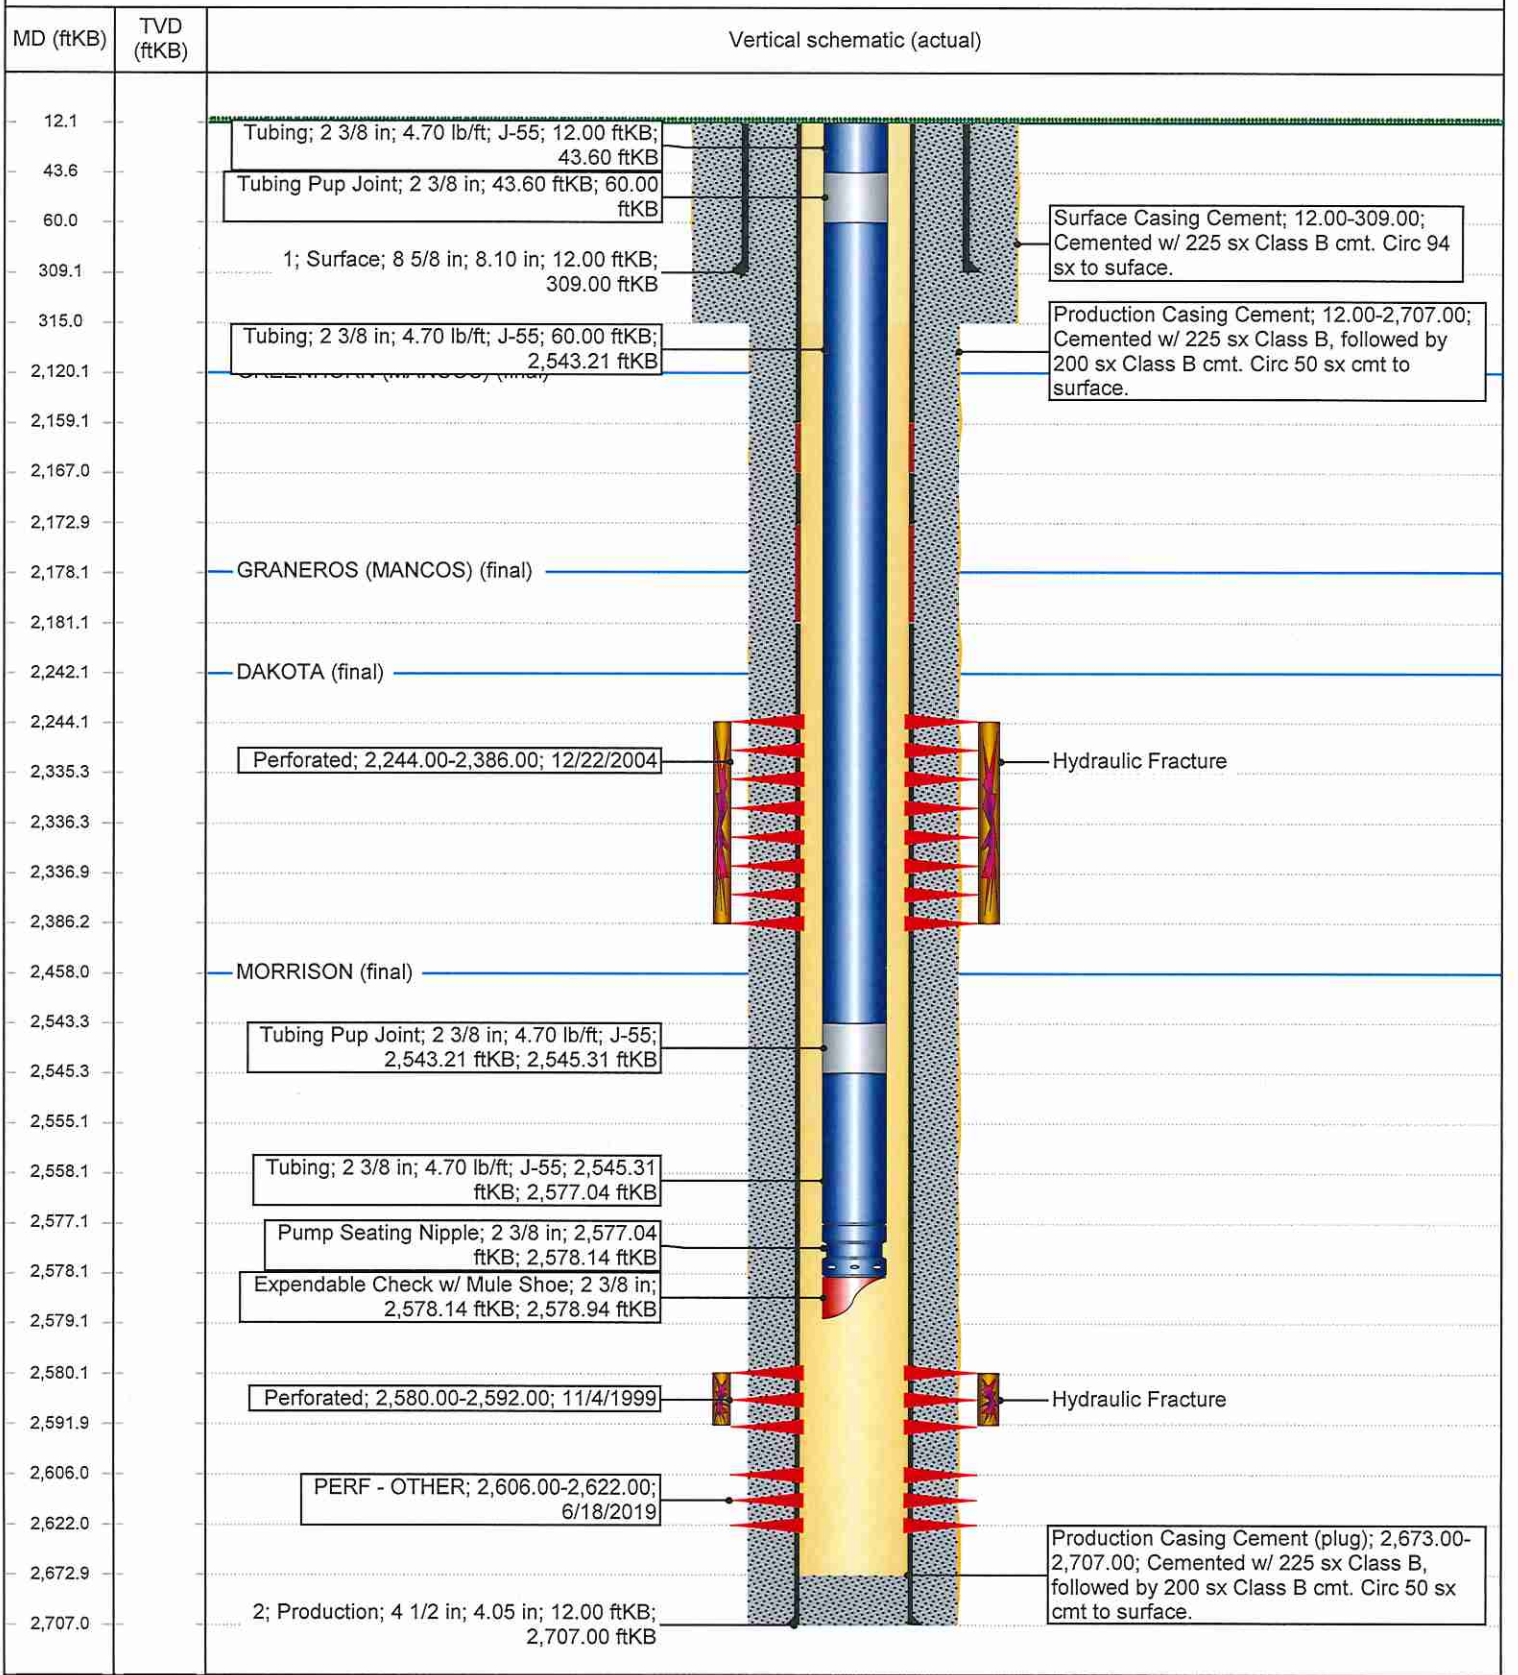 MD (ftKB)
TVD
(ftKB)
Vertical schematic (actual)
12.1
Tubing; 2 3/8 in; 4.70 lb/ft; J-55; 12.00 ftKB;
43.60 ftKB
43.6
Tubing Pup Joint; 2 3/8 in; 43.60 ftKB; 60.00
ftKB
60.0
Surface Casing Cement; 12.00-309.00;
Cemented w/ 225 sx Class B cmt. Circ 94
sx to suface.
1; Surface; 8 5/8 in; 8.10 in; 12.00 ftKB;
309.00 ftKB
309.1
315.0
Production Casing Cement; 12.00-2,707.00;
Cemented w/ 225 sx Class B, followed by
200 sx Class B cmt. Circ 50 sx cmt to
surface.
Tubing; 2 3/8 in; 4.70 lb/ft; J-55; 60.00 ftKB;
2,543.21 ftKB
2,120.1
GREENHORN (MANCOS) (final)
2,159.1
2,167.0
2,172.9
2,178.1
GRANEROS (MANCOS) (final)
2,181.1
2,242.1
DAKOTA (final)
2,244.1
Perforated; 2,244.00-2,386.00; 12/22/2004
Hydraulic Fracture
2,335.3
2,336.3
2,336.9
2,386.2
2,458.0
MORRISON (final)
2,543.3
Tubing Pup Joint; 2 3/8 in; 4.70 lb/ft; J-55;
2,543.21 ftKB; 2,545.31 ftKB
2,545.3
2,555.1
2,558.1
Tubing; 2 3/8 in; 4.70 lb/ft; J-55; 2,545.31
ftKB; 2,577.04 ftKB
2,577.1
Pump Seating Nipple; 2 3/8 in; 2,577.04
ftKB; 2,578.14 ftKB
2,578.1
Expendable Check w/ Mule Shoe; 2 3/8 in;
2,578.14 ftKB; 2,578.94 ftKB
2,579.1
2,580.1
Perforated; 2,580.00-2,592.00; 11/4/1999
Hydraulic Fracture
2,591.9
2,606.0
PERF - OTHER; 2,606.00-2,622.00;
6/18/2019
2,622.0
Production Casing Cement (plug); 2,673.00-
2,707.00; Cemented w/ 225 sx Class B,
followed by 200 sx Class B cmt. Circ 50 sx
cmt to surface.
2,672.9
2; Production; 4 1/2 in; 4.05 in; 12.00 ftKB;
2,707.00 ftKB
2,707.0